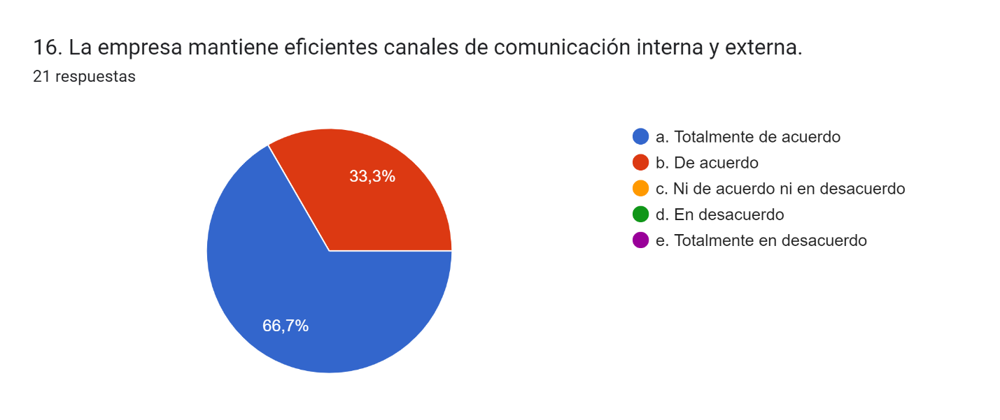 16. La empresa mantiene eficientes canales de comunicación interna y externa.
21 respuestas
33,3%
66,7%
a. Totalmente de acuerdo
b. De acuerdo
c. Ni de acuerdo ni en desacuerdo
d. En desacuerdo
e. Totalmente en desacuerdo